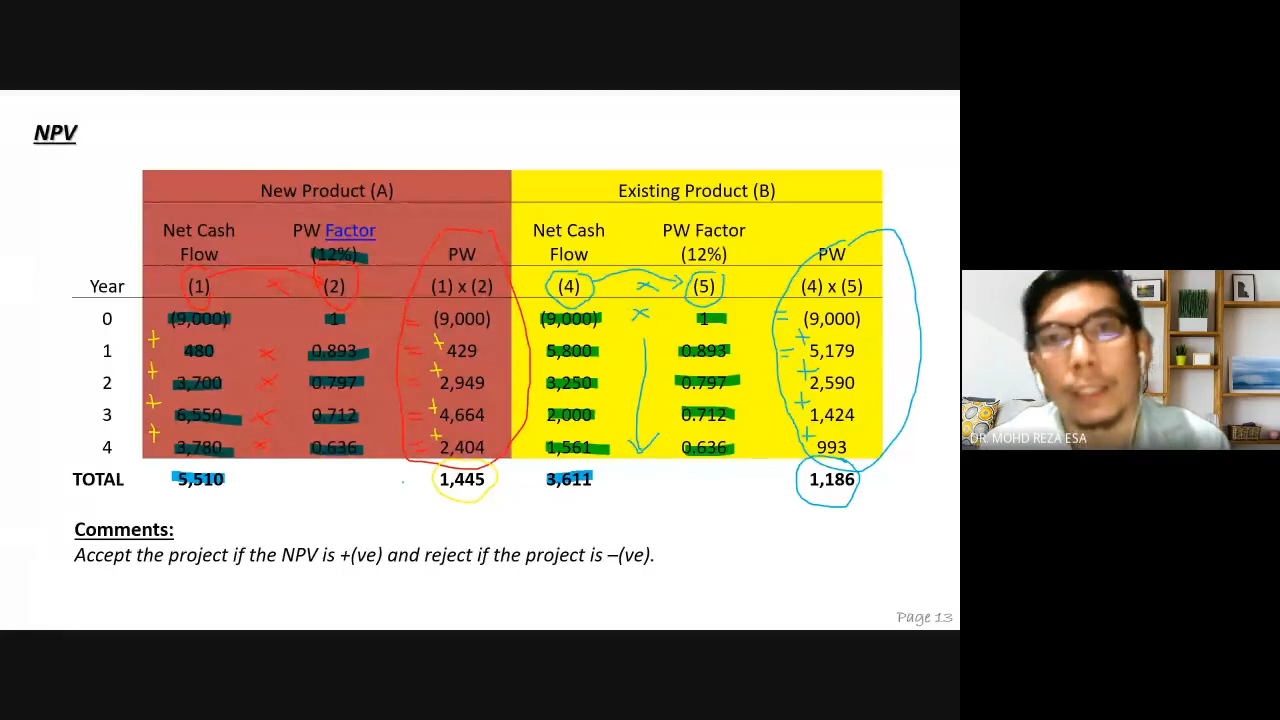 NPV
New Product (A) Existing Product (B)
Net Cash PW Factor Net Cash PW Factor
Flow (12%) PW Flow (12%) PW
Year (1) (2) (1) x (2) (4) (5) (4) x (5)
0 (9,000) 1 (9,000) (9,000) 1 (9,000)
1 480 0.893 429 5,800 0.893 5,179
2 3,700 0.797 2,949 3,250 0.797 2,590
3 6,550 0.712 4,664 2,000 0.712 1,424
4 3,780 0.636 2,404 1,561 0.636 993
TOTAL 5,510 1,445 3,611 1,186
Comments:
Accept the project if the NPV is +(ve) and reject if the project is –(ve).
Page 13
DR. MOHD REZA ESA